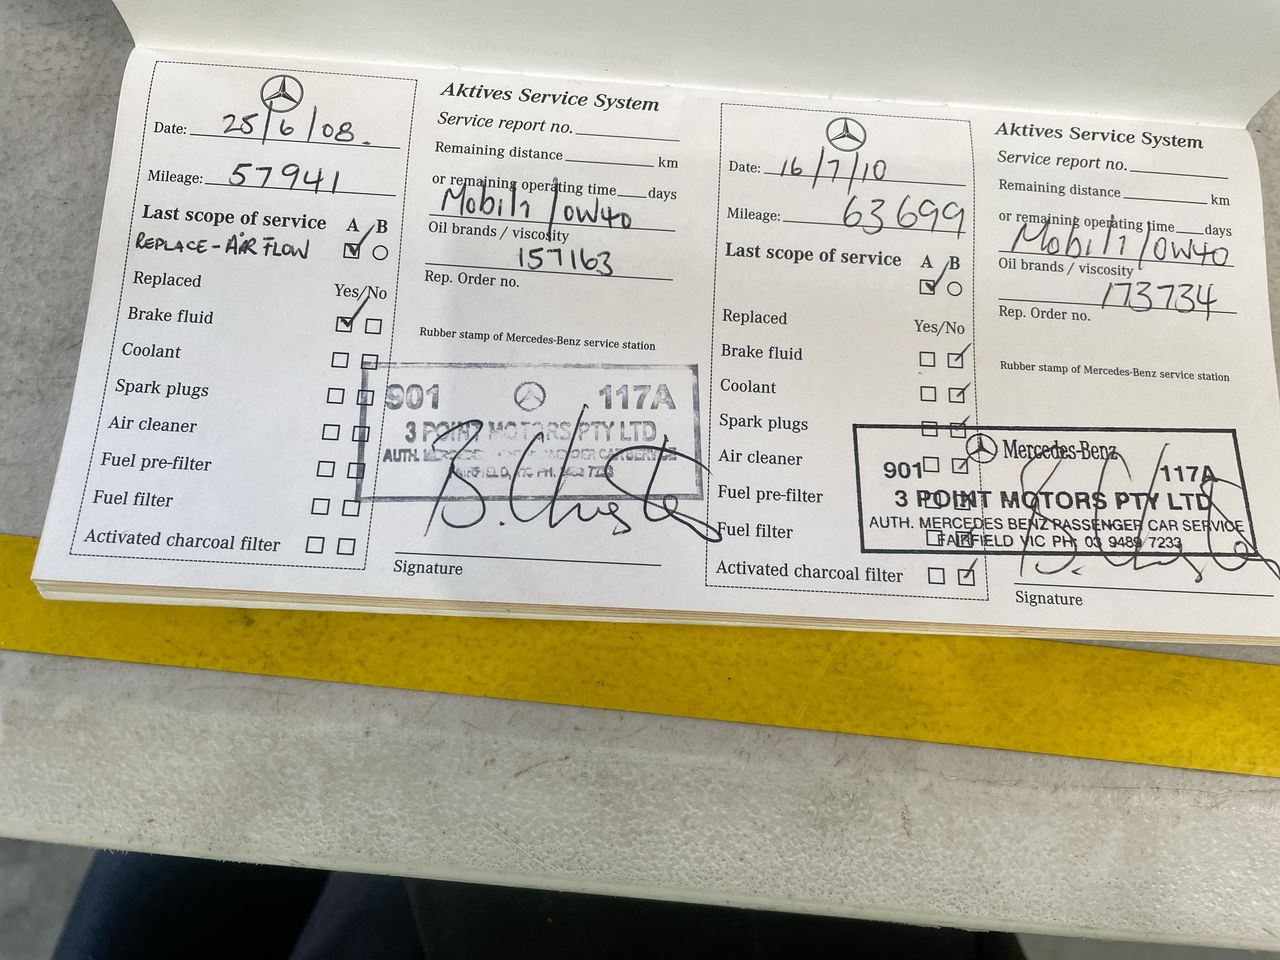 Date: 25/6/08.
Mileage: 57941
Last scope of service A B
REPLACE - AIR FLOW
Replaced Yes/No
Brake fluid
Coolant
Spark plugs
Air cleaner
Fuel pre-filter
Fuel filter
Activated charcoal filter
Aktives Service System
Service report no.
Remaining distance km
or remaining operating time days
Mobil 1 / 0W40
Oil brands / viscosity
157163
Rep. Order no.
Rubber stamp of Mercedes-Benz service station
901 117A
3 POINT MOTORS PTY LTD
AUTH.
Signature
Date: 16/7/10
Mileage: 63699
Last scope of service A B
Replaced Yes/No
Brake fluid
Coolant
Spark plugs
Air cleaner
Fuel pre-filter
Fuel filter
Activated charcoal filter
Aktives Service System
Service report no.
Remaining distance km
or remaining operating time days
Mobil 1 / 0W40
Oil brands / viscosity
173734
Rep. Order no.
Rubber stamp of Mercedes-Benz service station
Mercedes-Benz
901 117A
3 POINT MOTORS PTY LTD
AUTH. MERCEDES BENZ PASSENGER CAR SERVICE
FAIRFIELD VIC PH: 03 9489 7233
Signature